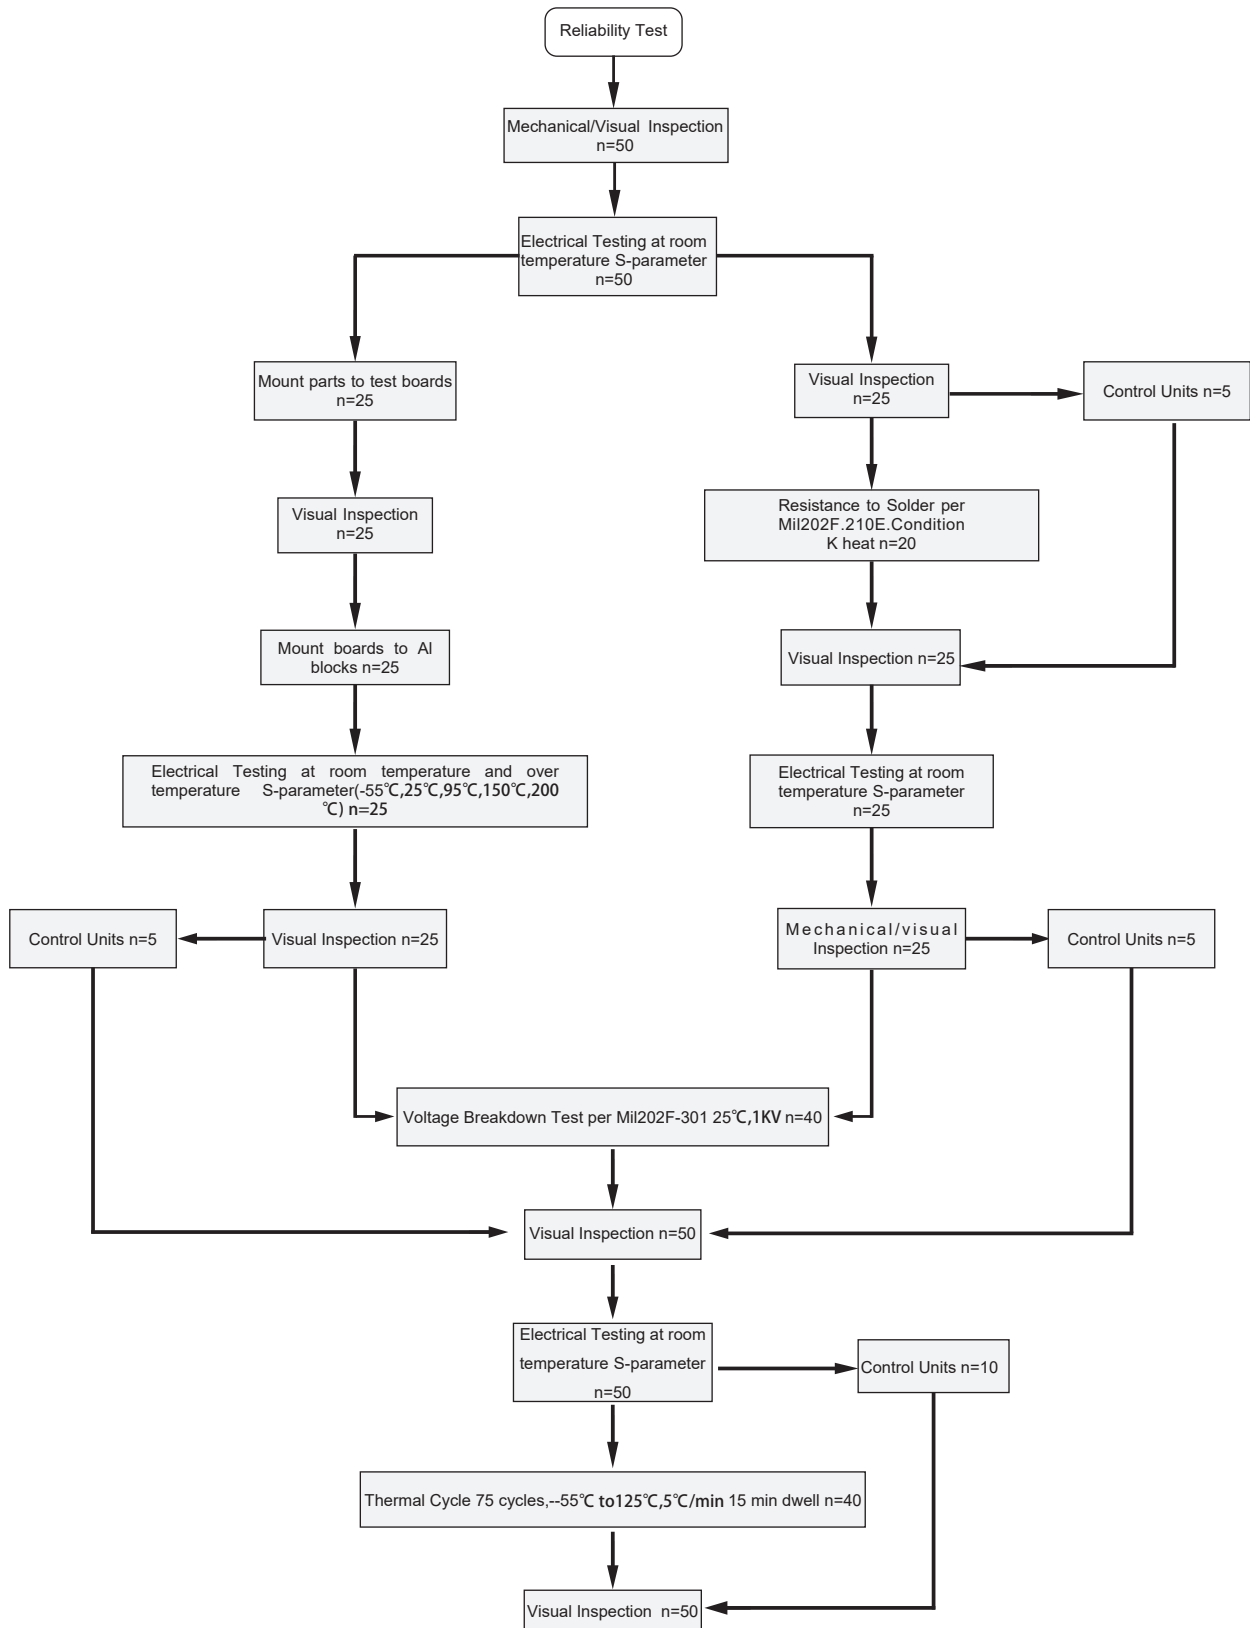 Reliability Test
Mechanical/Visual Inspection
n=50
Electrical Testing at room
temperature S-parameter
n=50
Mount parts to test boards
n=25
Visual Inspection
n=25
Control Units n=5
Visual Inspection
n=25
Resistance to Solder per
Mil202F.210E.Condition
K heat n=20
Mount boards to Al
blocks n=25
Visual Inspection n=25
Electrical Testing at room temperature and over
temperature S-parameter(-55℃,25℃,95℃,150℃,200
℃) n=25
Electrical Testing at room
temperature S-parameter
n=25
Control Units n=5
Visual Inspection n=25
Mechanical/visual
Inspection n=25
Control Units n=5
Voltage Breakdown Test per Mil202F-301 25℃,1KV n=40
Visual Inspection n=50
Electrical Testing at room
temperature S-parameter
n=50
Control Units n=10
Thermal Cycle 75 cycles,--55℃ to125℃,5℃/min 15 min dwell n=40
Visual Inspection n=50